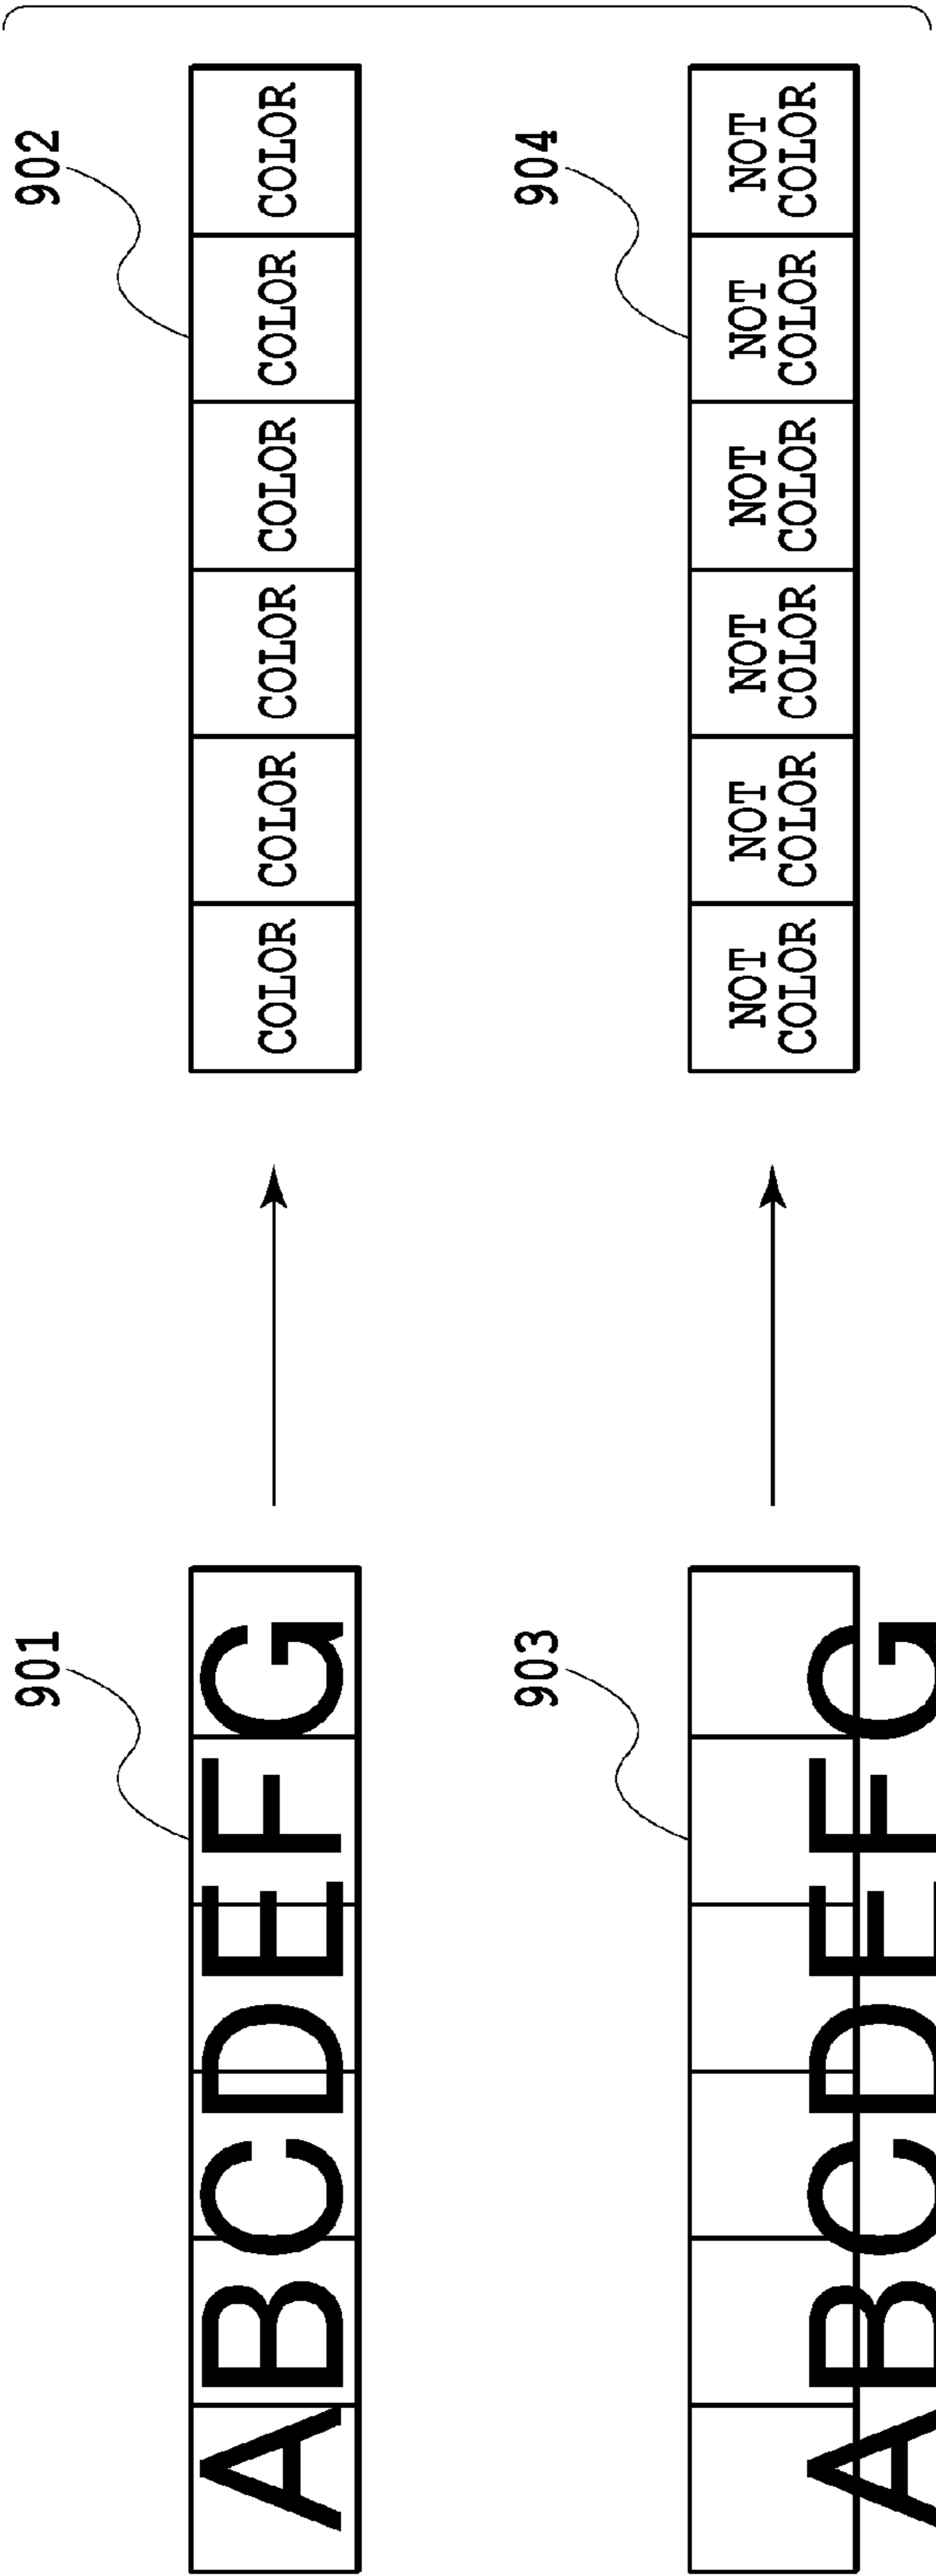 901 902
ABCDEFG COLOR COLOR COLOR COLOR COLOR COLOR
903 904
NOT NOT NOT NOT NOT NOT
COLOR COLOR COLOR COLOR COLOR COLOR
ABCDEFG